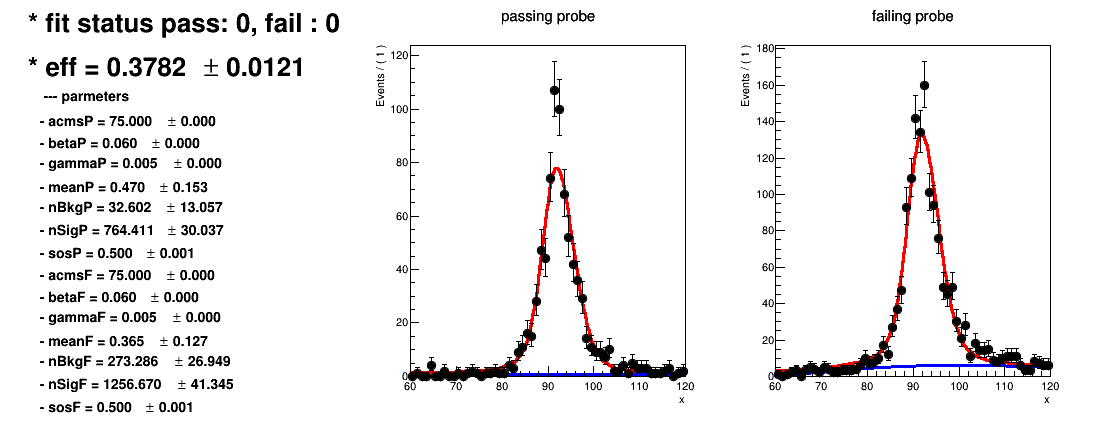 * fit status pass: 0, fail : 0
* eff = 0.3782 ± 0.0121
--- parmeters
- acmsP = 75.000 ± 0.000
- betaP = 0.060 ± 0.000
- gammaP = 0.005 ± 0.000
- meanP = 0.470 ± 0.153
- nBkgP = 32.602 ± 13.057
- nSigP = 764.411 ± 30.037
- sosP = 0.500 ± 0.001
- acmsF = 75.000 ± 0.000
- betaF = 0.060 ± 0.000
- gammaF = 0.005 ± 0.000
- meanF = 0.365 ± 0.127
- nBkgF = 273.286 ± 26.949
- nSigF = 1256.670 ± 41.345
- sosF = 0.500 ± 0.001
passing probe
Events / ( 1 )
120
100
80
60
40
20
0
60 70 80 90 100 110 120
x
failing probe
Events / ( 1 )
180
160
140
120
100
80
60
40
20
0
60 70 80 90 100 110 120
x